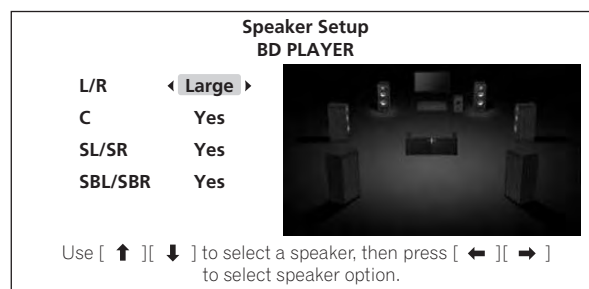 Speaker Setup
BD PLAYER
L/R Large
C Yes
SL/SR Yes
SBL/SBR Yes
Use [ ↑ ][ ↓ ] to select a speaker, then press [ ← ][ → ]
to select speaker option.